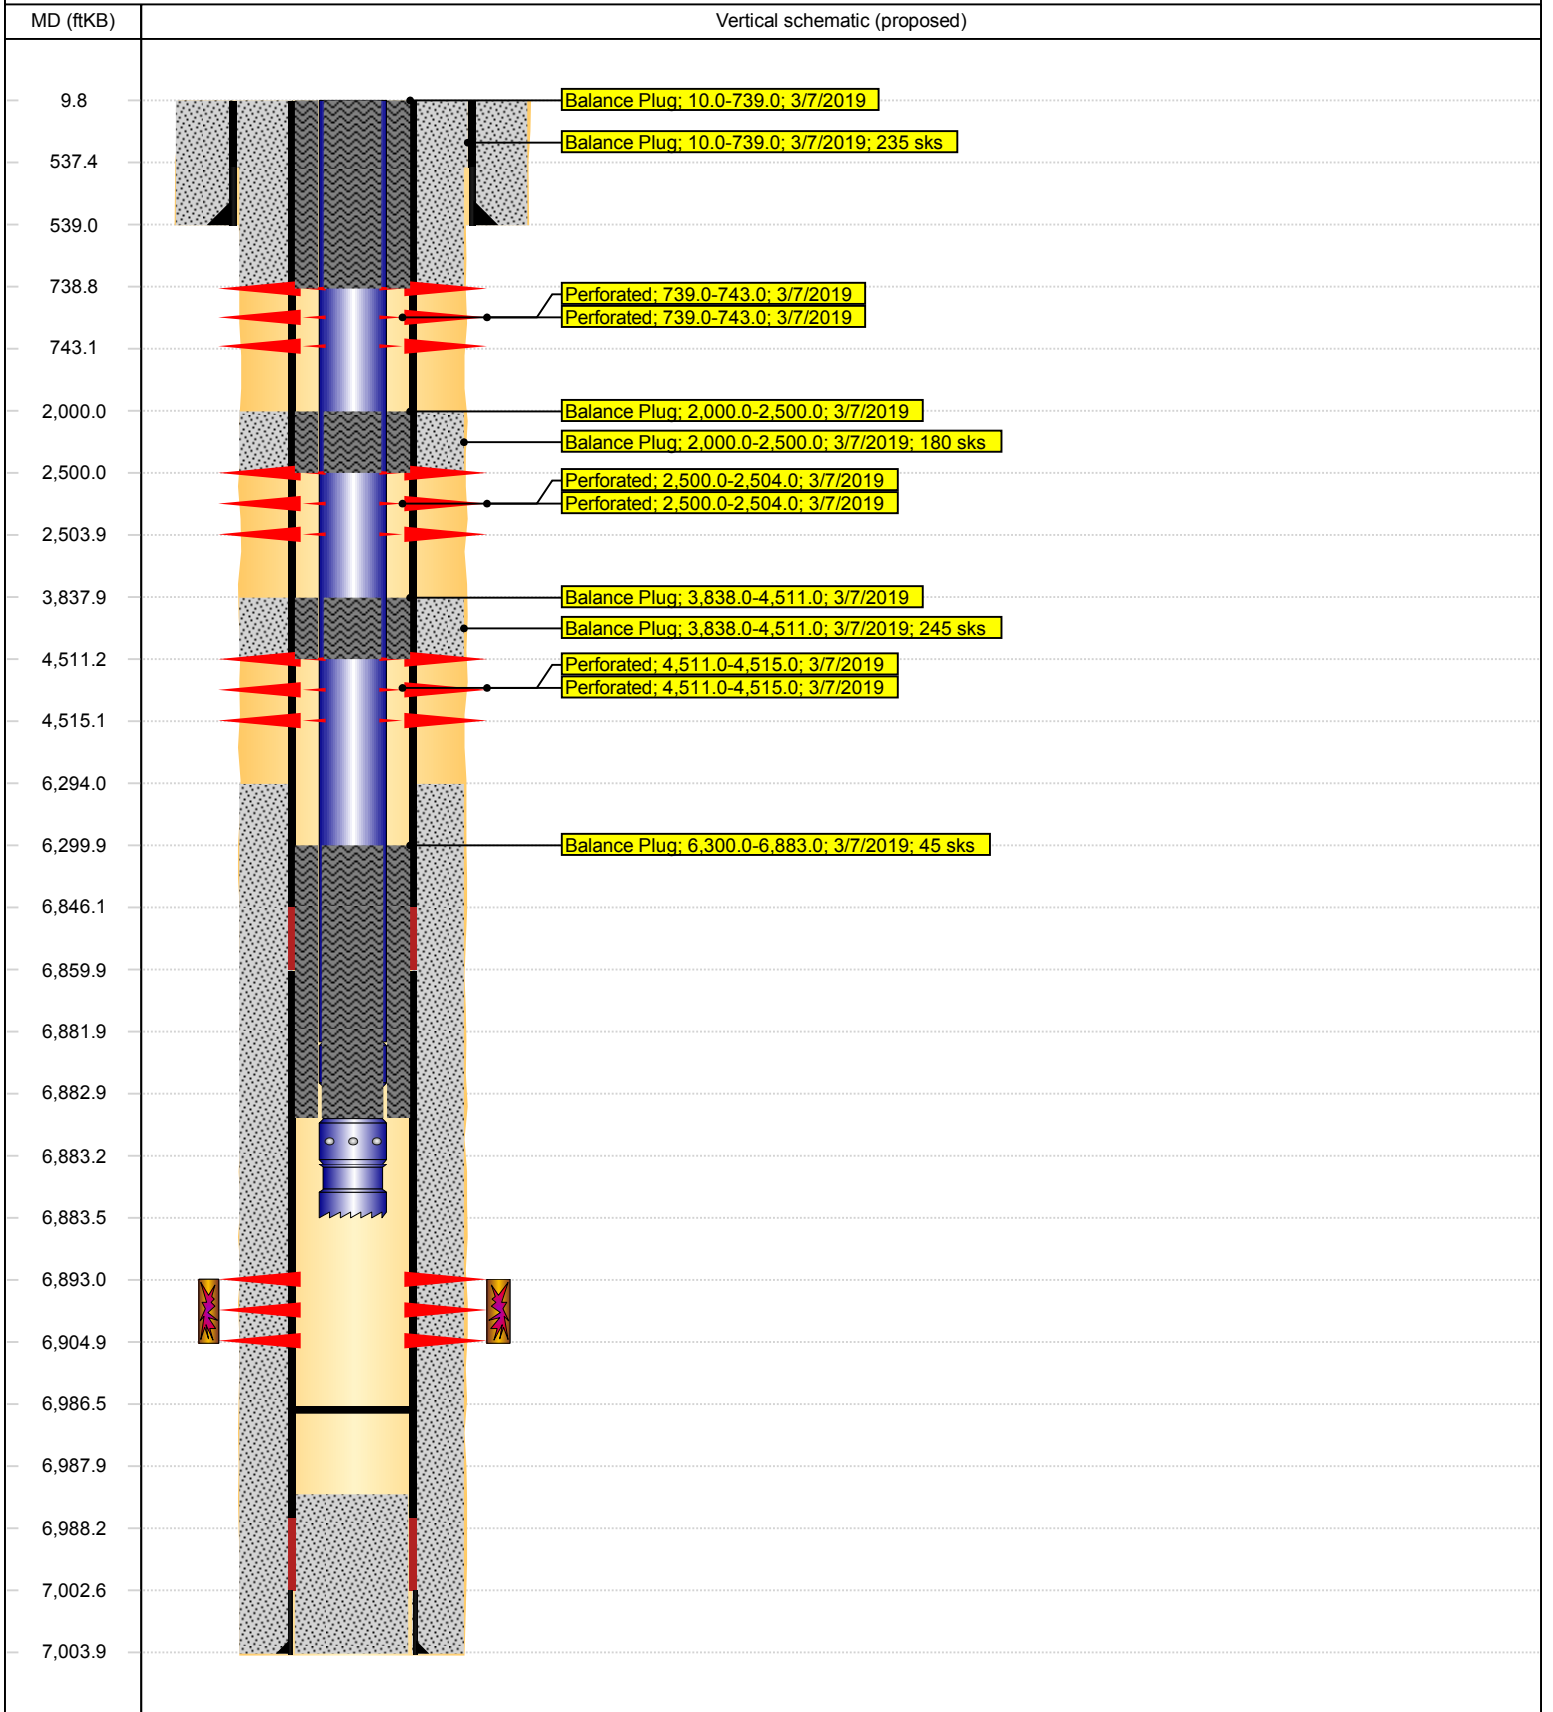 MD (ftKB)
Vertical schematic (proposed)
9.8
Balance Plug; 10.0-739.0; 3/7/2019
Balance Plug; 10.0-739.0; 3/7/2019; 235 sks
537.4
539.0
738.8
Perforated; 739.0-743.0; 3/7/2019
Perforated; 739.0-743.0; 3/7/2019
743.1
2,000.0
Balance Plug; 2,000.0-2,500.0; 3/7/2019
Balance Plug; 2,000.0-2,500.0; 3/7/2019; 180 sks
2,500.0
Perforated; 2,500.0-2,504.0; 3/7/2019
Perforated; 2,500.0-2,504.0; 3/7/2019
2,503.9
3,837.9
Balance Plug; 3,838.0-4,511.0; 3/7/2019
Balance Plug; 3,838.0-4,511.0; 3/7/2019; 245 sks
4,511.2
Perforated; 4,511.0-4,515.0; 3/7/2019
Perforated; 4,511.0-4,515.0; 3/7/2019
4,515.1
6,294.0
6,299.9
Balance Plug; 6,300.0-6,883.0; 3/7/2019; 45 sks
6,846.1
6,859.9
6,881.9
6,882.9
6,883.2
6,883.5
6,893.0
6,904.9
6,986.5
6,987.9
6,988.2
7,002.6
7,003.9